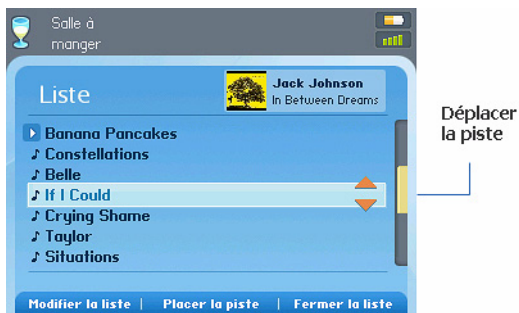 Salle à
manger
Liste
Jack Johnson
In Between Dreams
Banana Pancakes
Constellations
Belle
If I Could
Crying Shame
Taylor
Situations
Modifier la liste | Placer la piste | Fermer la liste
Déplacer
la piste